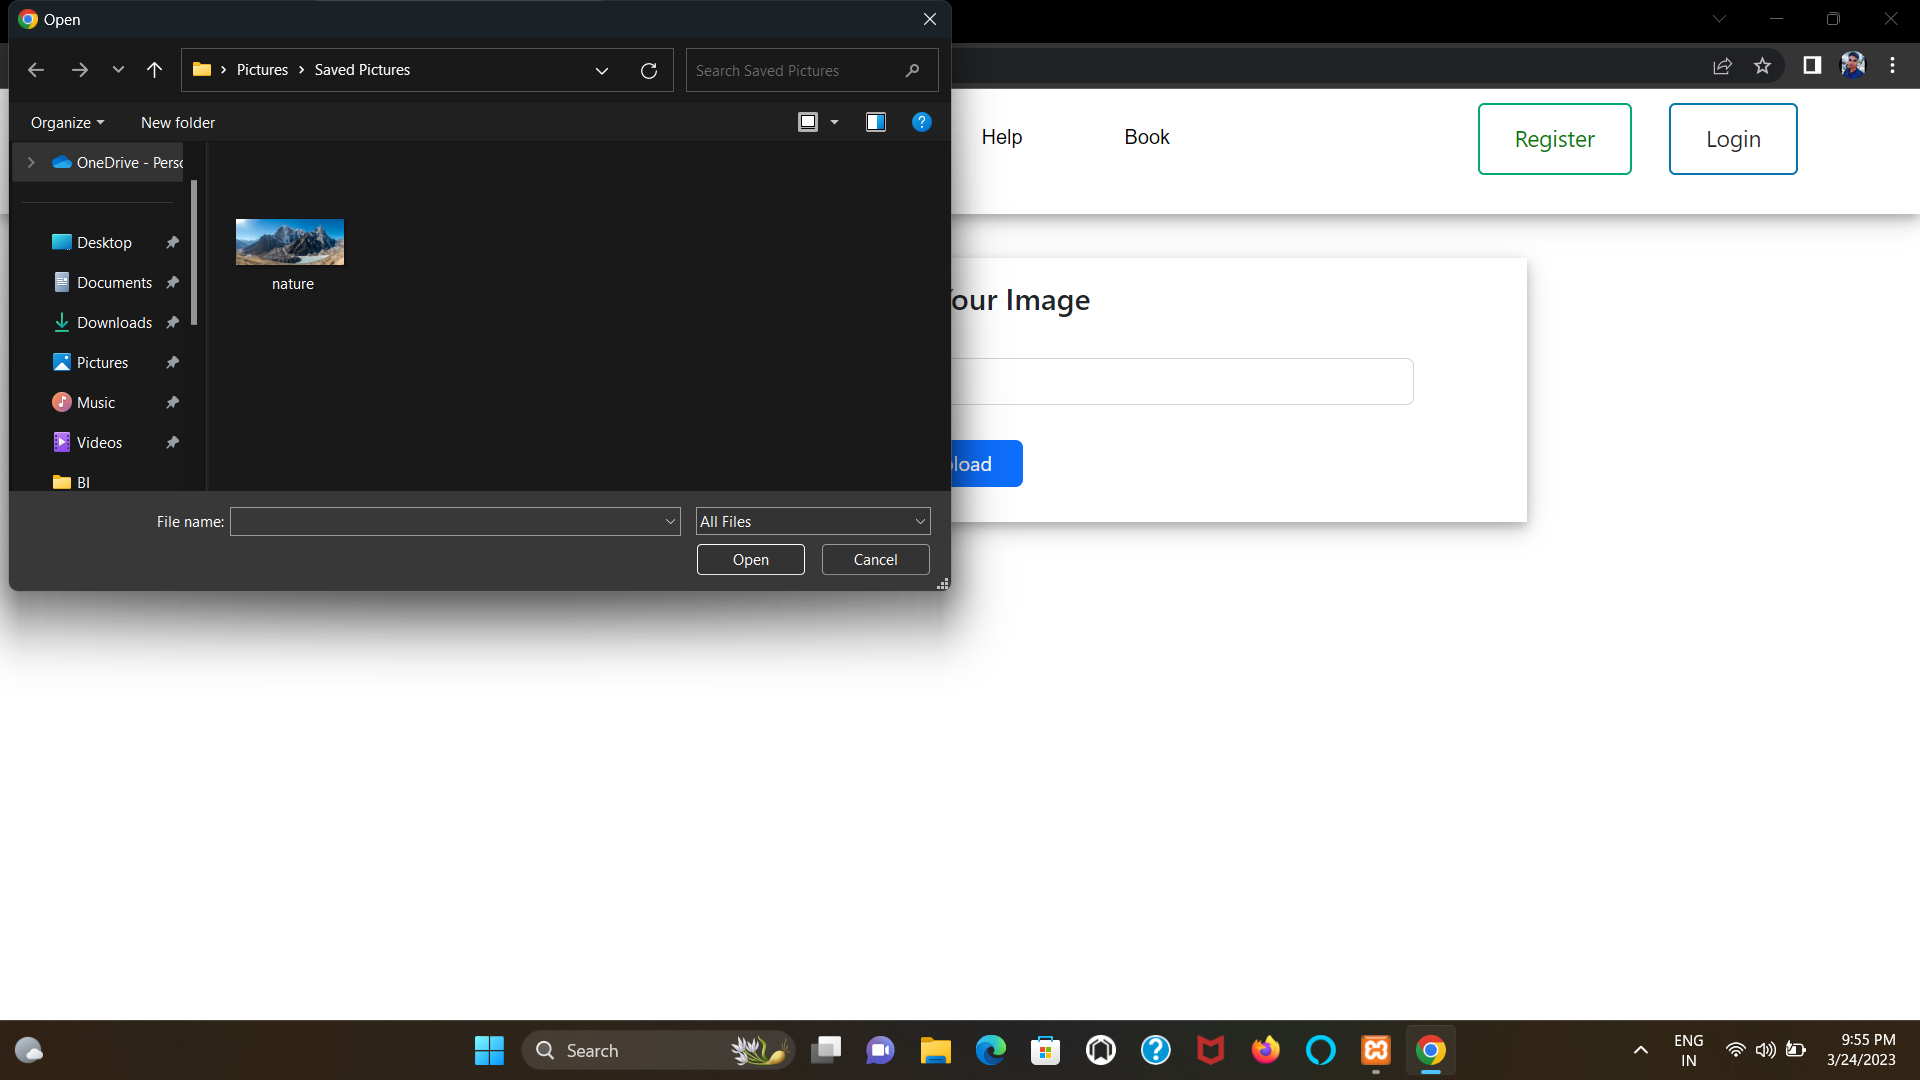 Open
Pictures
Saved Pictures
Search Saved Pictures
Organize
New folder
Help
Book
Register
Login
OneDrive - Perso
Desktop
Documents
Downloads
Pictures
Music
Videos
BI
nature
our Image
load
File name:
All Files
Open
Cancel
Search
ENG
IN
9:55 PM
3/24/2023